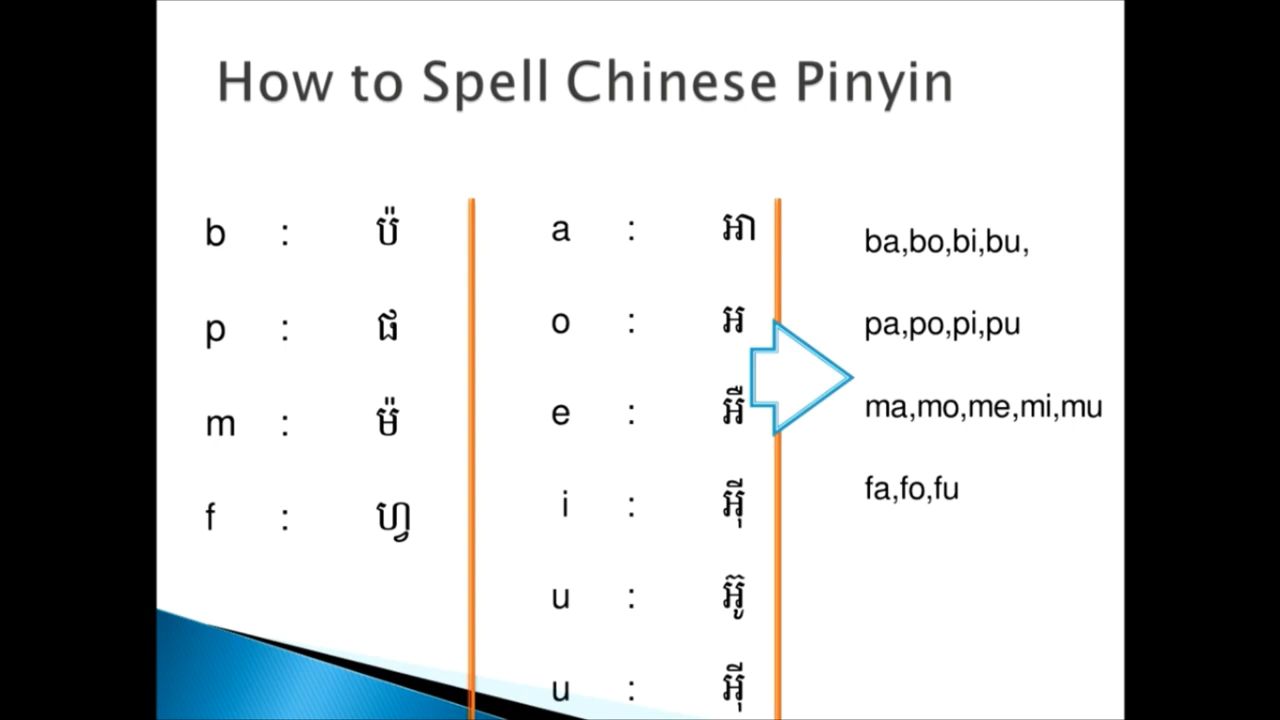 How to Spell Chinese Pinyin
b : ប៉
p : ផ
m : ម៉
f : ហ្វ
a : អា
o : អ
e : អឺ
i : អ៊ី
u : អ៊ូ
u : អ៊ី
ba,bo,bi,bu,
pa,po,pi,pu
ma,mo,me,mi,mu
fa,fo,fu